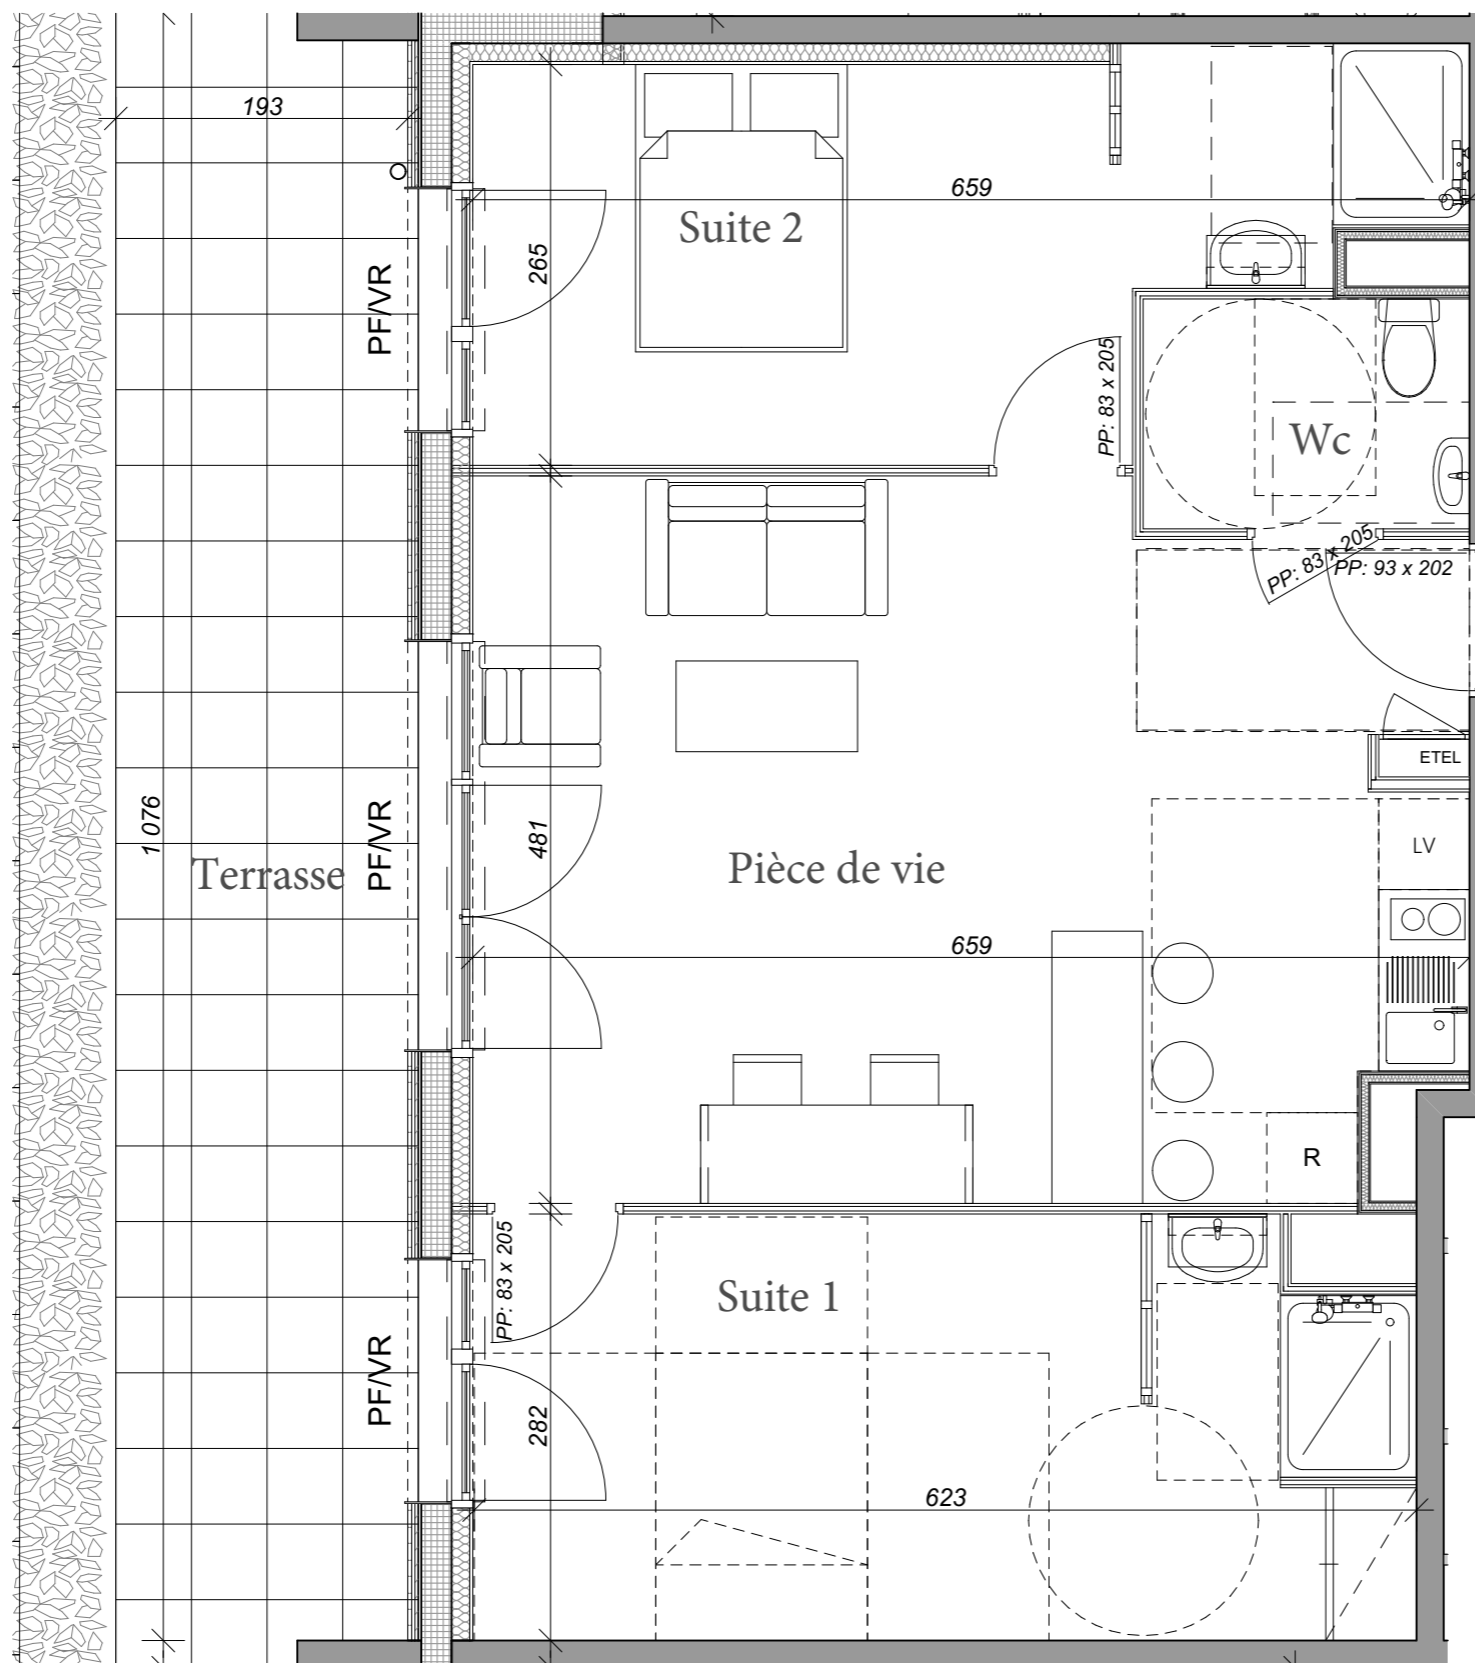 193
659
Suite 2
265
PF/VR
PP: 83 x 205
Wc
PP: 83 x 205
PP: 93 x 202
ETEL
1 076
PF/VR
481
LV
Terrasse
Pièce de vie
659
R
PP: 83 x 205
Suite 1
PF/VR
282
623